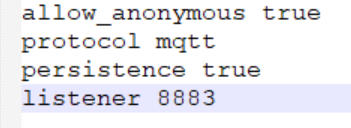 allow_anonymous true
protocol mqtt
persistence true
listener 8883